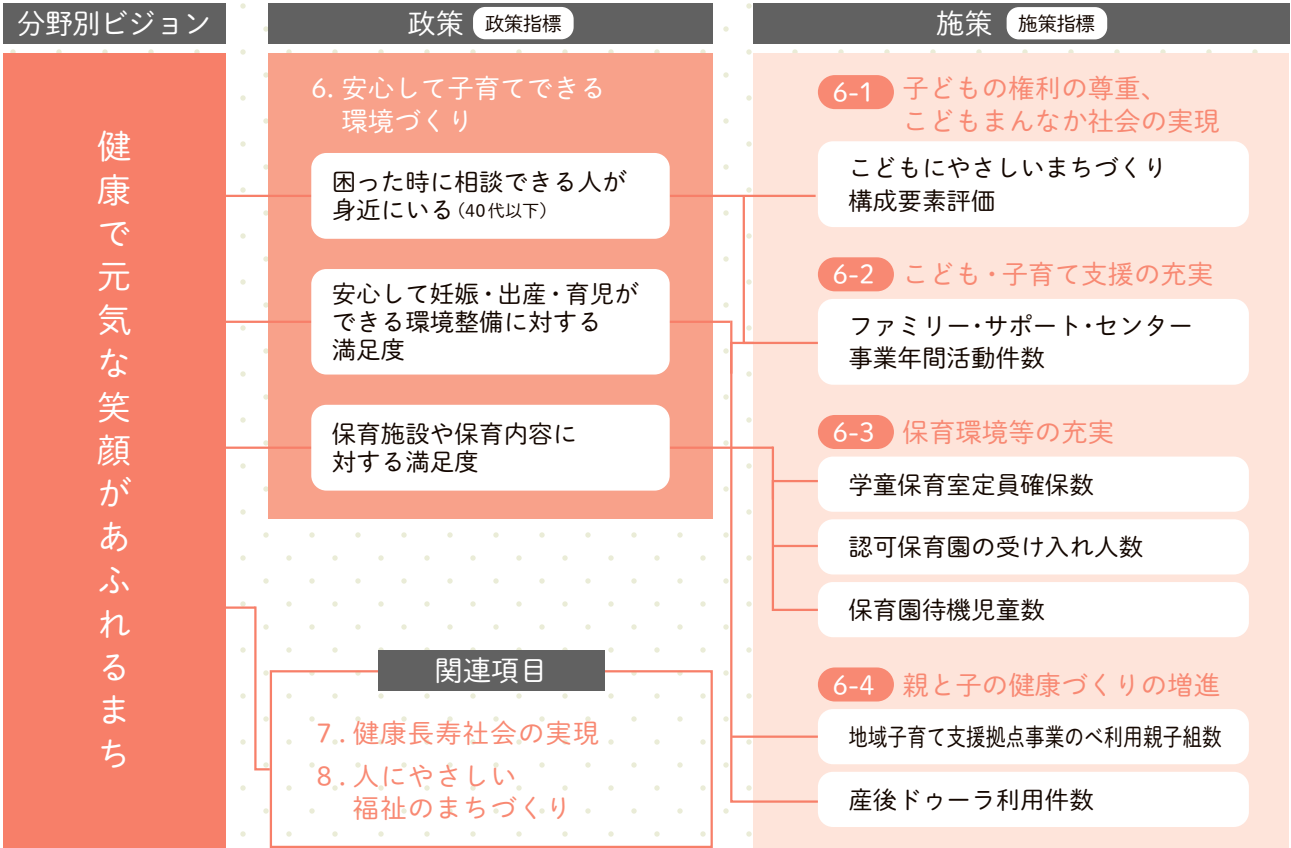 分野別ビジョン
政策 政策指標
施策 施策指標
健康で元気な笑顔があふれるまち
6. 安心して子育てできる
環境づくり
困った時に相談できる人が
身近にいる(40代以下)
安心して妊娠・出産・育児が
できる環境整備に対する
満足度
保育施設や保育内容に
対する満足度
関連項目
7. 健康長寿社会の実現
8. 人にやさしい
福祉のまちづくり
6-1 子どもの権利の尊重、
こどもまんなか社会の実現
こどもにやさしいまちづくり
構成要素評価
6-2 こども・子育て支援の充実
ファミリー・サポート・センター
事業年間活動件数
6-3 保育環境等の充実
学童保育室定員確保数
認可保育園の受け入れ人数
保育園待機児童数
6-4 親と子の健康づくりの増進
地域子育て支援拠点事業のべ利用親子組数
産後ドゥーラ利用件数